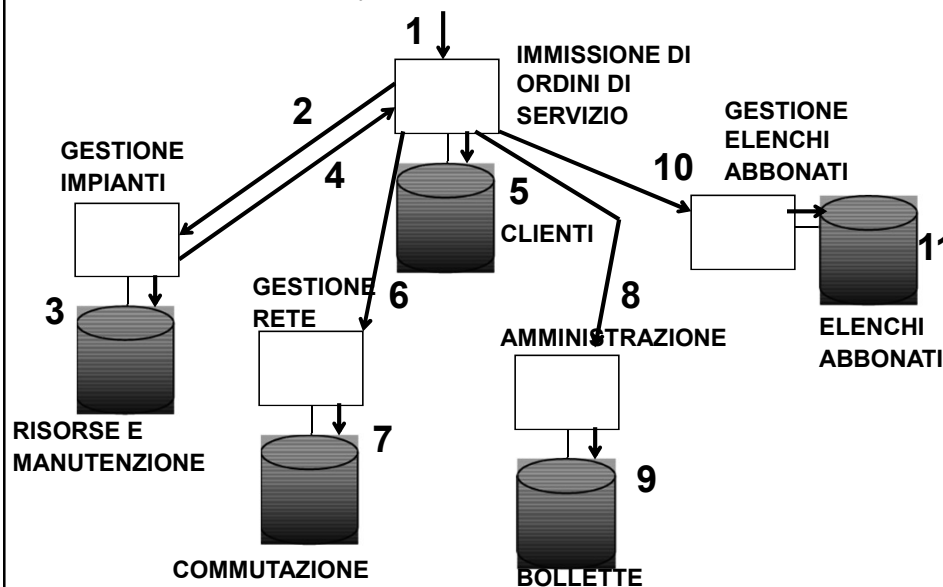 1
IMMISSIONE DI
ORDINI DI
SERVIZIO
2
GESTIONE
ELENCHI
ABBONATI
GESTIONE
IMPIANTI
4
10
5
CLIENTI
11
GESTIONE
RETE
6
8
3
AMMINISTRAZIONE
ELENCHI
ABBONATI
RISORSE E
MANUTENZIONE
7
9
COMMUTAZIONE
BOLLETTE